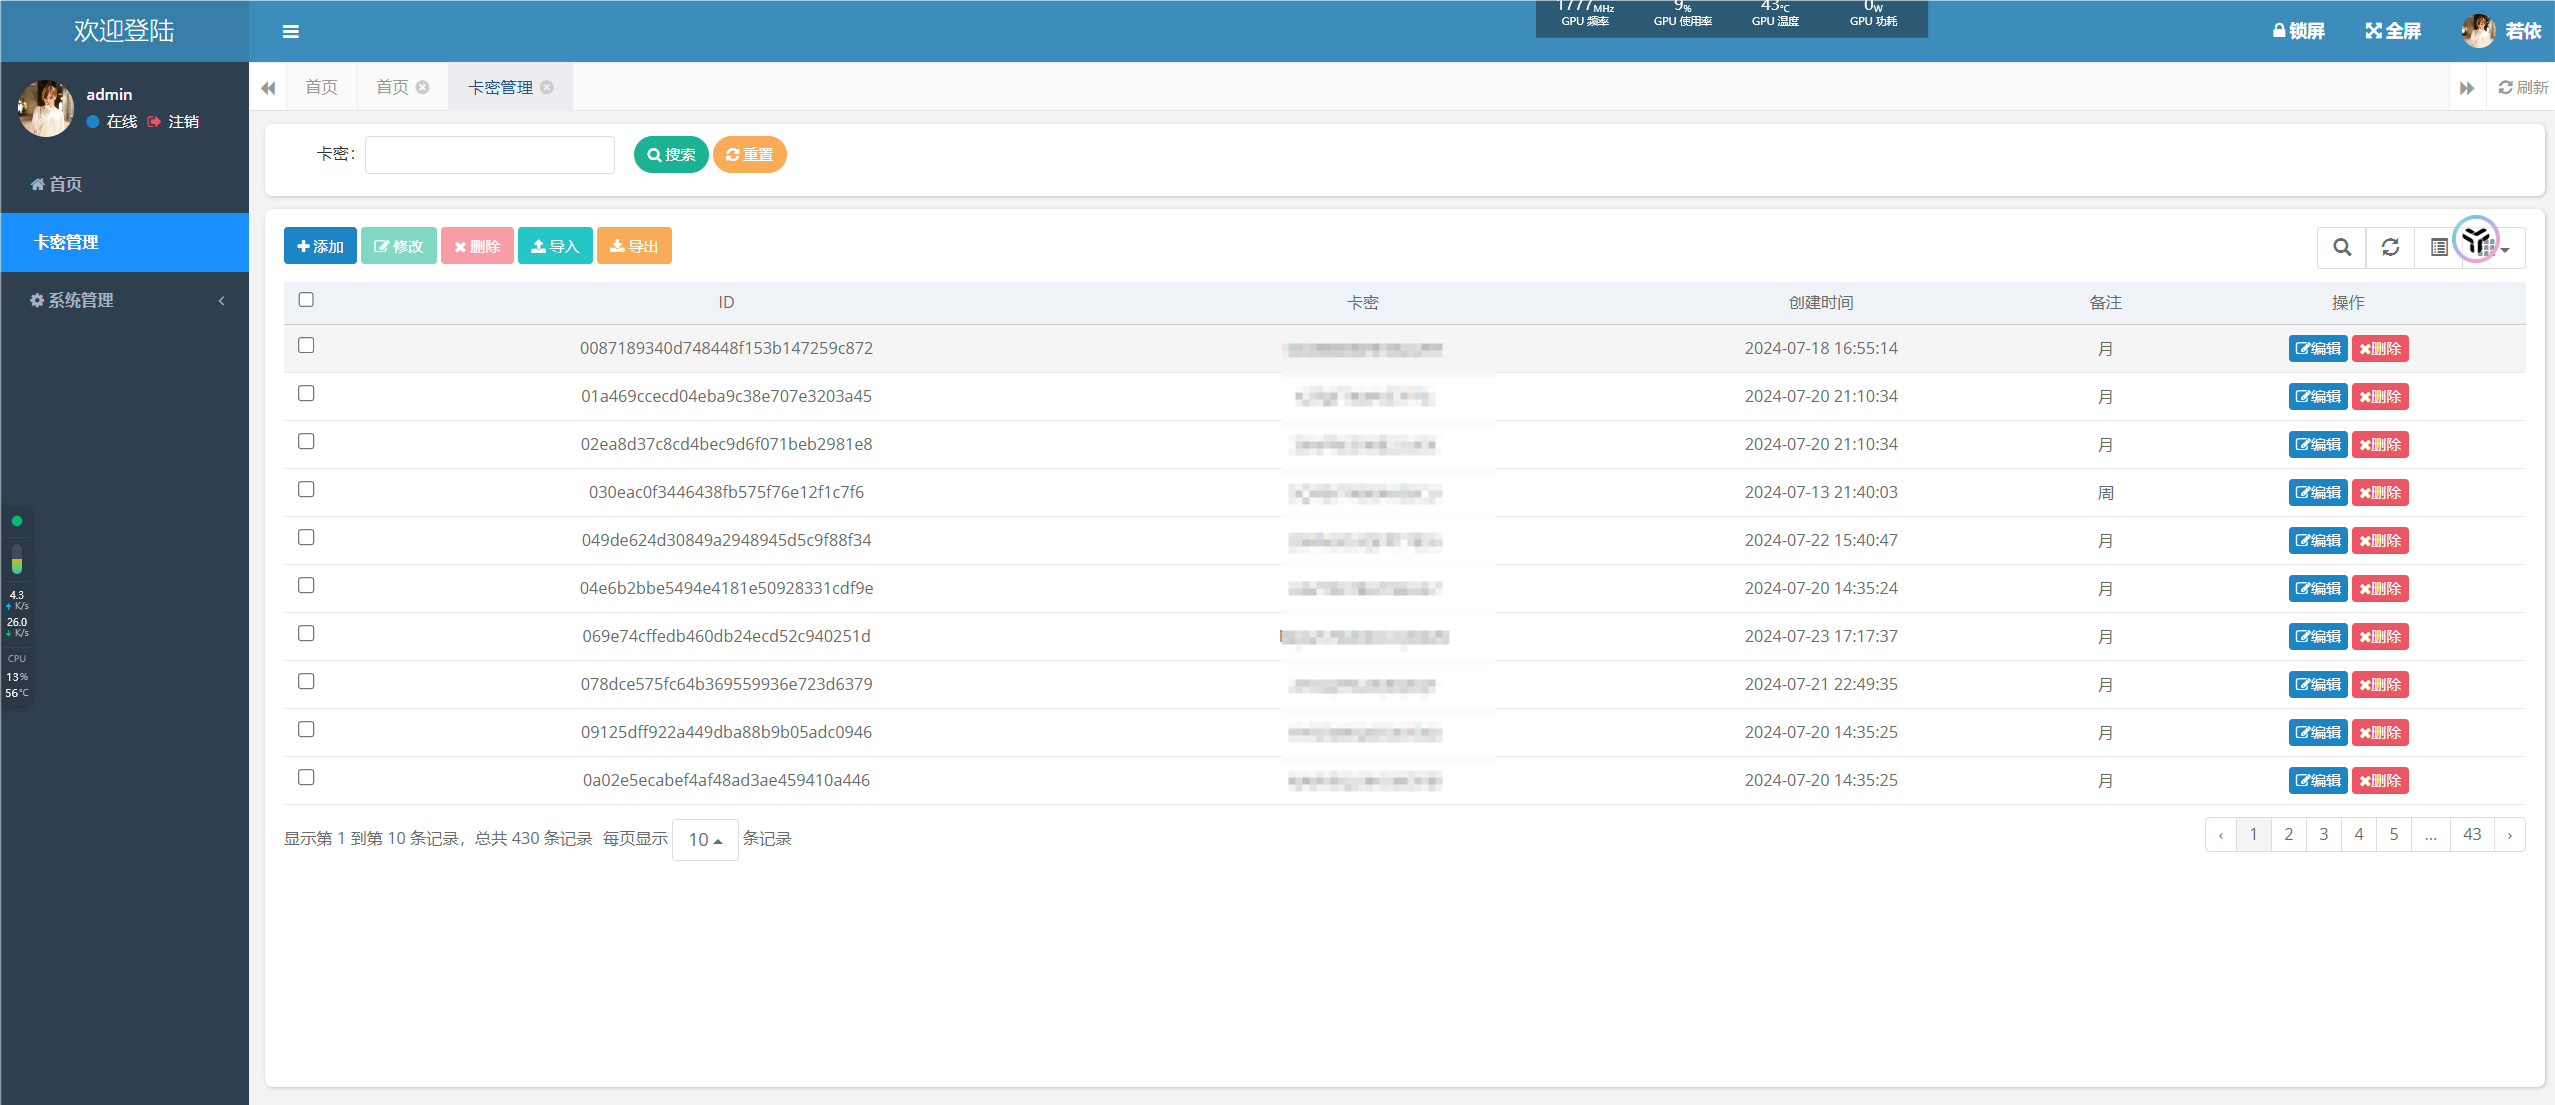 欢迎登陆
1777MHz 9% 43°C 0W
GPU 频率 GPU 使用率 GPU 温度 GPU 功耗
锁屏 全屏 若依
admin
在线 注销
首页 首页 卡密管理 刷新
首页
卡密管理
系统管理
卡密：
搜索 重置
添加 修改 删除 导入 导出
ID 卡密 创建时间 备注 操作
0087189340d748448f153b147259c872 2024-07-18 16:55:14 月 编辑 删除
01a469ccecd04eba9c38e707e3203a45 2024-07-20 21:10:34 月 编辑 删除
02ea8d37c8cd4bec9d6f071beb2981e8 2024-07-20 21:10:34 月 编辑 删除
030eac0f3446438fb575f76e12f1c7f6 2024-07-13 21:40:03 周 编辑 删除
049de624d30849a2948945d5c9f88f34 2024-07-22 15:40:47 月 编辑 删除
04e6b2bbe5494e4181e50928331cdf9e 2024-07-20 14:35:24 月 编辑 删除
069e74cffedb460db24ecd52c940251d 2024-07-23 17:17:37 月 编辑 删除
078dce575fc64b369559936e723d6379 2024-07-21 22:49:35 月 编辑 删除
09125dff922a449dba88b9b05adc0946 2024-07-20 14:35:25 月 编辑 删除
0a02e5ecabef4af48ad3ae459410a446 2024-07-20 14:35:25 月 编辑 删除
显示第 1 到第 10 条记录，总共 430 条记录 每页显示 10 条记录
‹ 1 2 3 4 5 ... 43 ›
4.3
K/s
26.0
K/s
CPU
13%
56°C